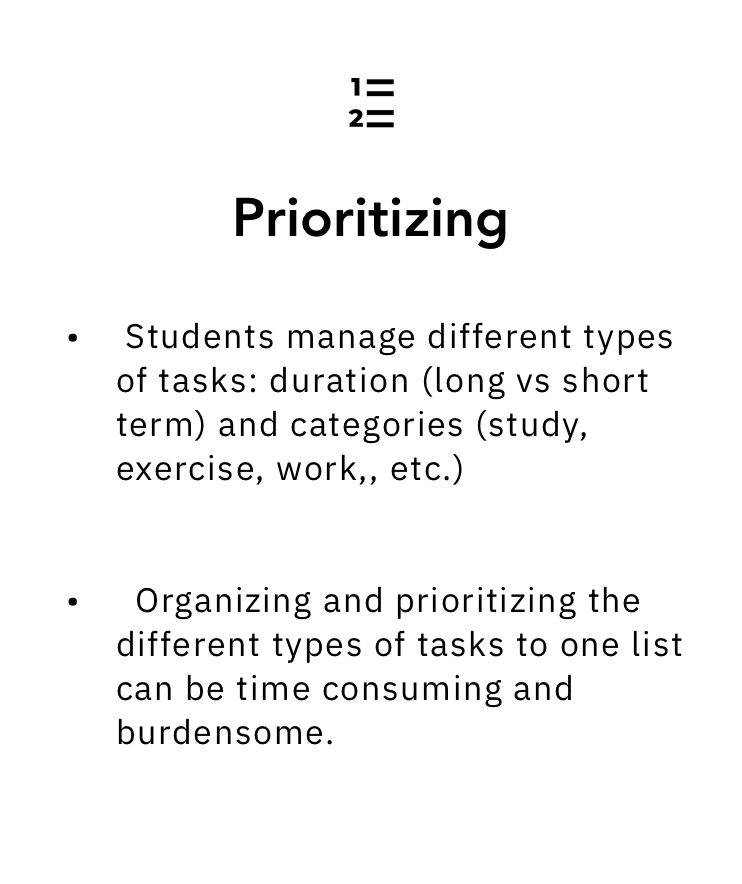 1
2
Prioritizing
• Students manage different types
of tasks: duration (long vs short
term) and categories (study,
exercise, work,, etc.)
• Organizing and prioritizing the
different types of tasks to one list
can be time consuming and
burdensome.